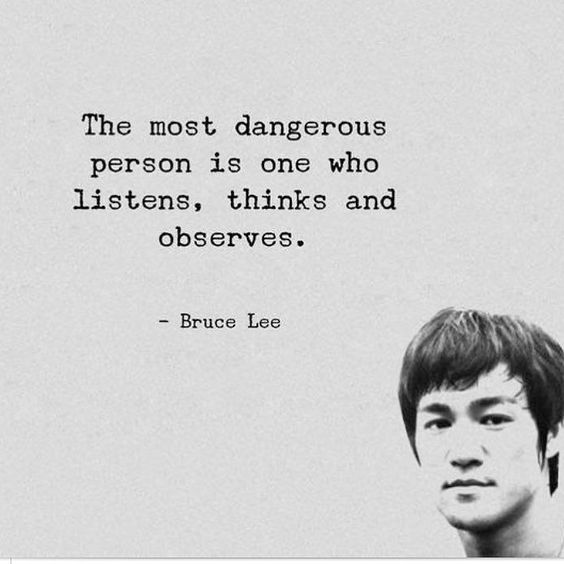 The most dangerous
person is one who
listens, thinks and
observes.
– Bruce Lee